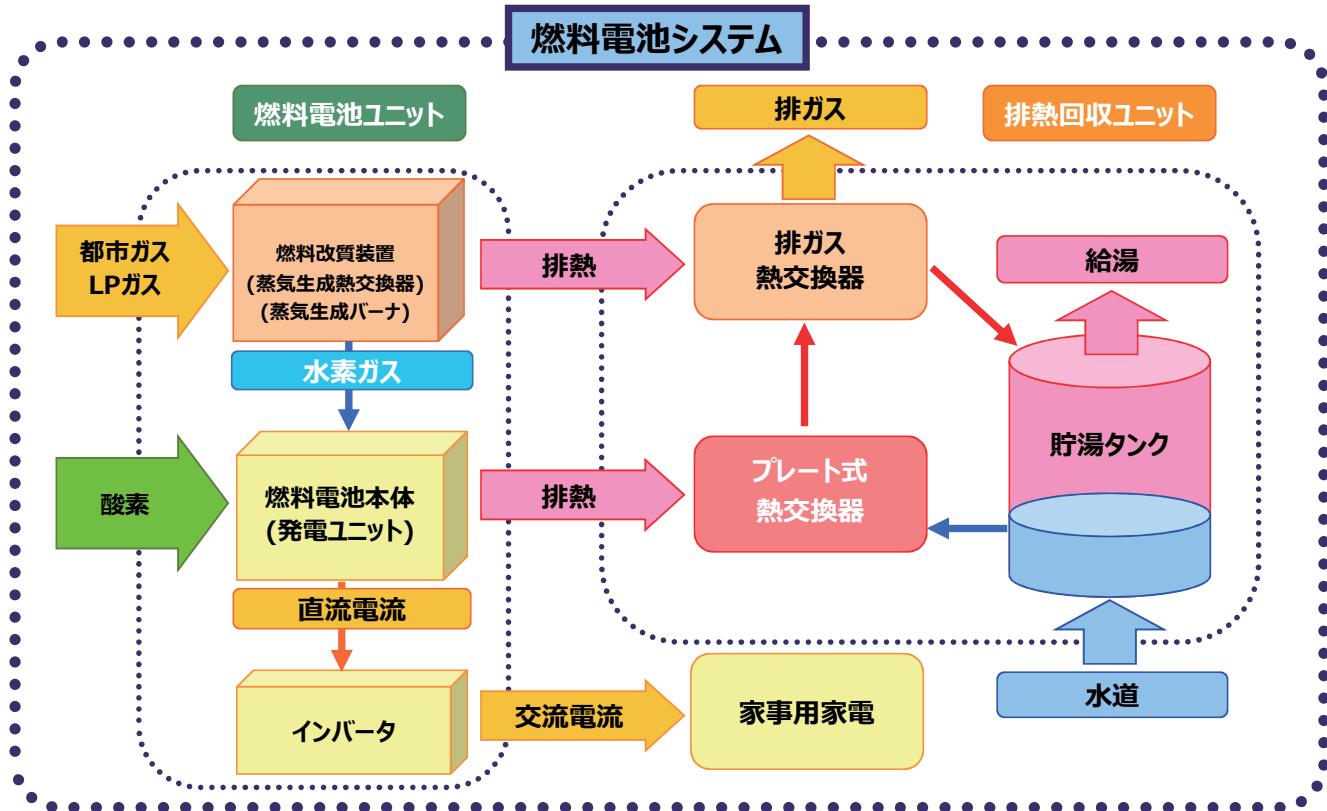 燃料電池システム
燃料電池ユニット
排ガス
排熱回収ユニット
都市ガス
LPガス
燃料改質装置
(蒸気生成熱交換器)
(蒸気生成バーナ)
排熱
排ガス
熱交換器
給湯
水素ガス
酸素
燃料電池本体
(発電ユニット)
排熱
プレート式
熱交換器
貯湯タンク
直流電流
インバータ
交流電流
家事用家電
水道